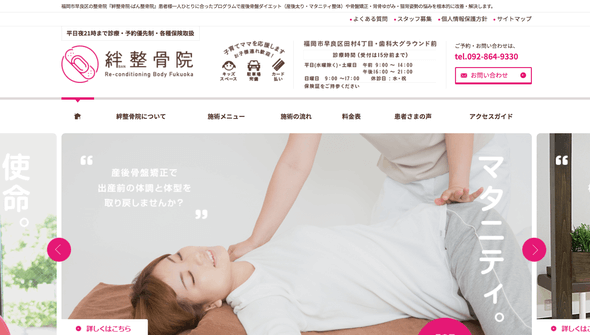 福岡市早良区の整骨院『絆整骨院-ばん整骨院』患者様一人ひとりに合ったプログラムで産後骨盤ダイエット（産後太り・マタニティ整体）や骨盤矯正、背骨ゆがみ・猫背姿勢の悩みを根本的に改善・解決します。
よくある質問
スタッフ募集
個人情報保護方針
サイトマップ
平日夜21時まで診療・予約優先制・各種保険取扱
絆整骨院
Re-conditioning Body Fukuoka
子育てママを応援します
お子様連れ歓迎！
キッズ
スペース
駐車場
完備
カード
払い
福岡市早良区田村4丁目・歯科大グラウンド前
診療時間（受付は15分前まで）
平日(水曜除く)・土曜日 午前 9:00 〜 14:00
午後16:00 〜 21:00
日曜日 9:00 〜17:00 休診日：水・祝
保険証をご持参ください
ご予約・お問い合わせは、
tel.092-864-9330
お問い合わせ
絆整骨院について
施術メニュー
施術の流れ
料金表
患者さまの声
アクセスガイド
使命。
“
産後骨盤矯正で
出産前の体調と体型を
取り戻しませんか？
”
マタニティ。
“
詳しくはこちら
詳しくはこちら